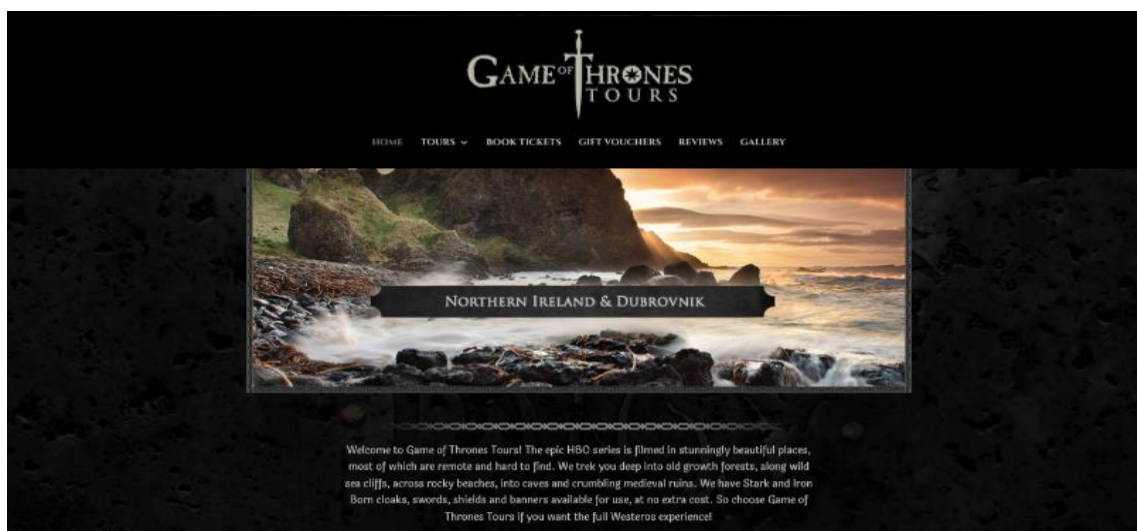 GAME OF THRONES
TOURS
HOME TOURS BOOK TICKETS GIFT VOUCHERS REVIEWS GALLERY
NORTHERN IRELAND & DUBROVNIK
Welcome to Game of Thrones Tours! The epic HBO series is filmed in stunningly beautiful places,
most of which are remote and hard to find. We trek you deep into old growth forests, along wild
sea cliffs, across rocky beaches, into caves and crumbling medieval ruins. We have Stark and Iron
Born cloaks, swords, shields and banners available for use, at no extra cost. So choose Game of
Thrones Tours if you want the full Westeros experience!